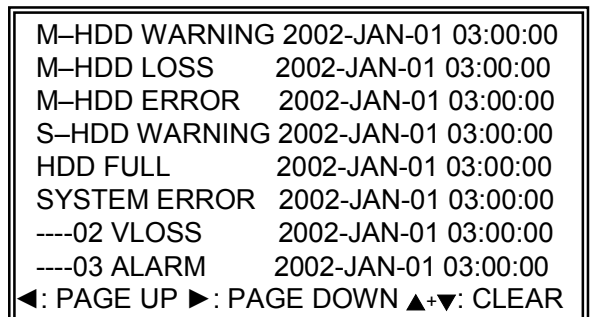 M–HDD WARNING 2002-JAN-01 03:00:00
M–HDD LOSS 2002-JAN-01 03:00:00
M–HDD ERROR 2002-JAN-01 03:00:00
S–HDD WARNING 2002-JAN-01 03:00:00
HDD FULL 2002-JAN-01 03:00:00
SYSTEM ERROR 2002-JAN-01 03:00:00
----02 VLOSS 2002-JAN-01 03:00:00
----03 ALARM 2002-JAN-01 03:00:00
◄: PAGE UP ►: PAGE DOWN ▲+▼: CLEAR